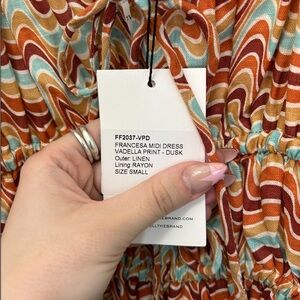 FF2037-VPD
FRANCESA MIDI DRESS
VADELLA PRINT - DUSK
Outer: LINEN
Lining: RAYON
SIZE SMALL